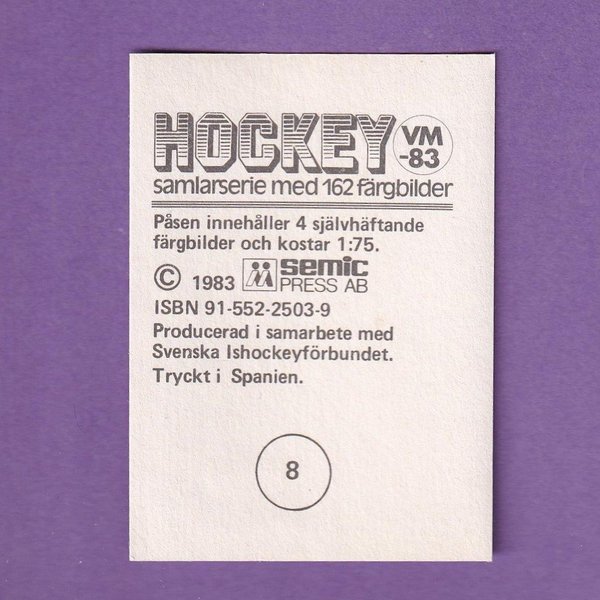 HOCKEY VM
-83
samlarserie med 162 färgbilder
Påsen innehåller 4 självhäftande
färgbilder och kostar 1:75.
© 1983 semic
PRESS AB
ISBN 91-552-2503-9
Producerad i samarbete med
Svenska Ishockeyförbundet.
Tryckt i Spanien.
8